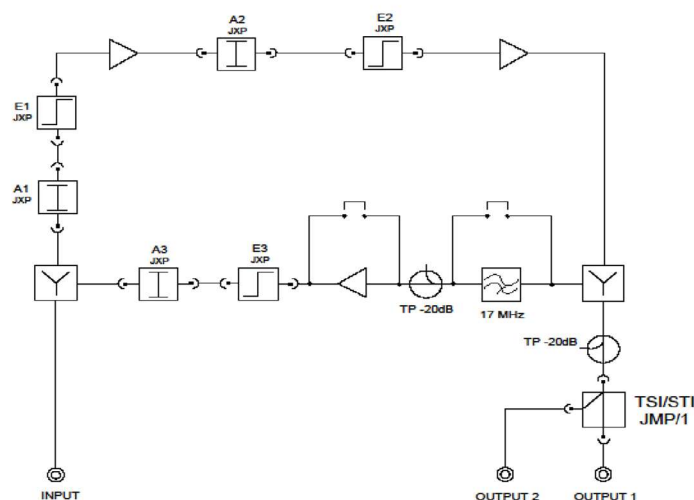 A2
JXP
E2
JXP
E1
JXP
A1
JXP
A3
JXP
E3
JXP
TP -20dB
17 MHz
TP -20dB
TSI/STI
JMP/1
INPUT
OUTPUT 2
OUTPUT 1